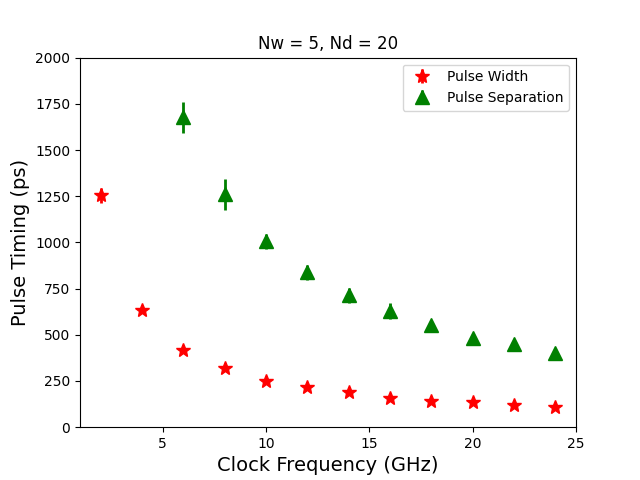 Nw = 5, Nd = 20
Pulse Width
Pulse Separation
2000
1750
1500
1250
1000
750
500
250
0
Pulse Timing (ps)
5
10
15
20
25
Clock Frequency (GHz)